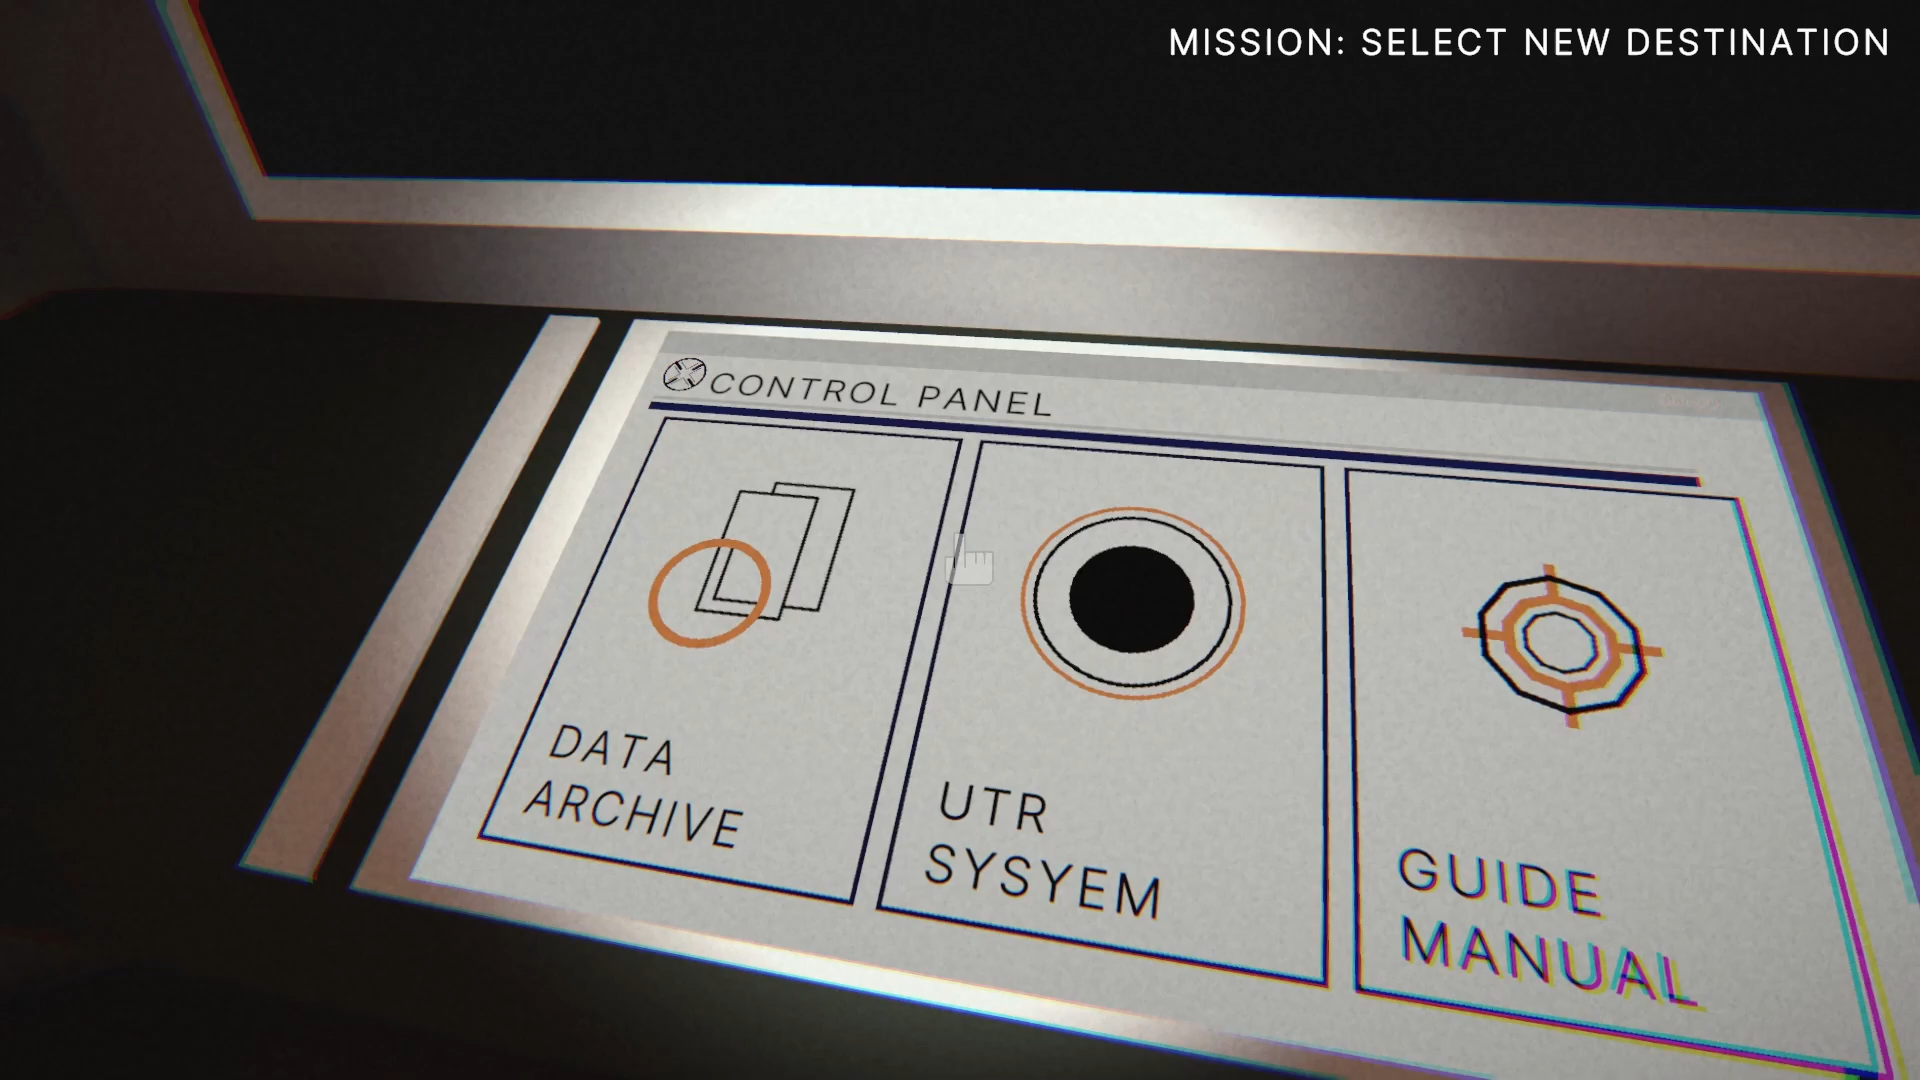 MISSION: SELECT NEW DESTINATION
CONTROL PANEL
DATA
ARCHIVE
UTR
SYSYEM
GUIDE
MANUAL